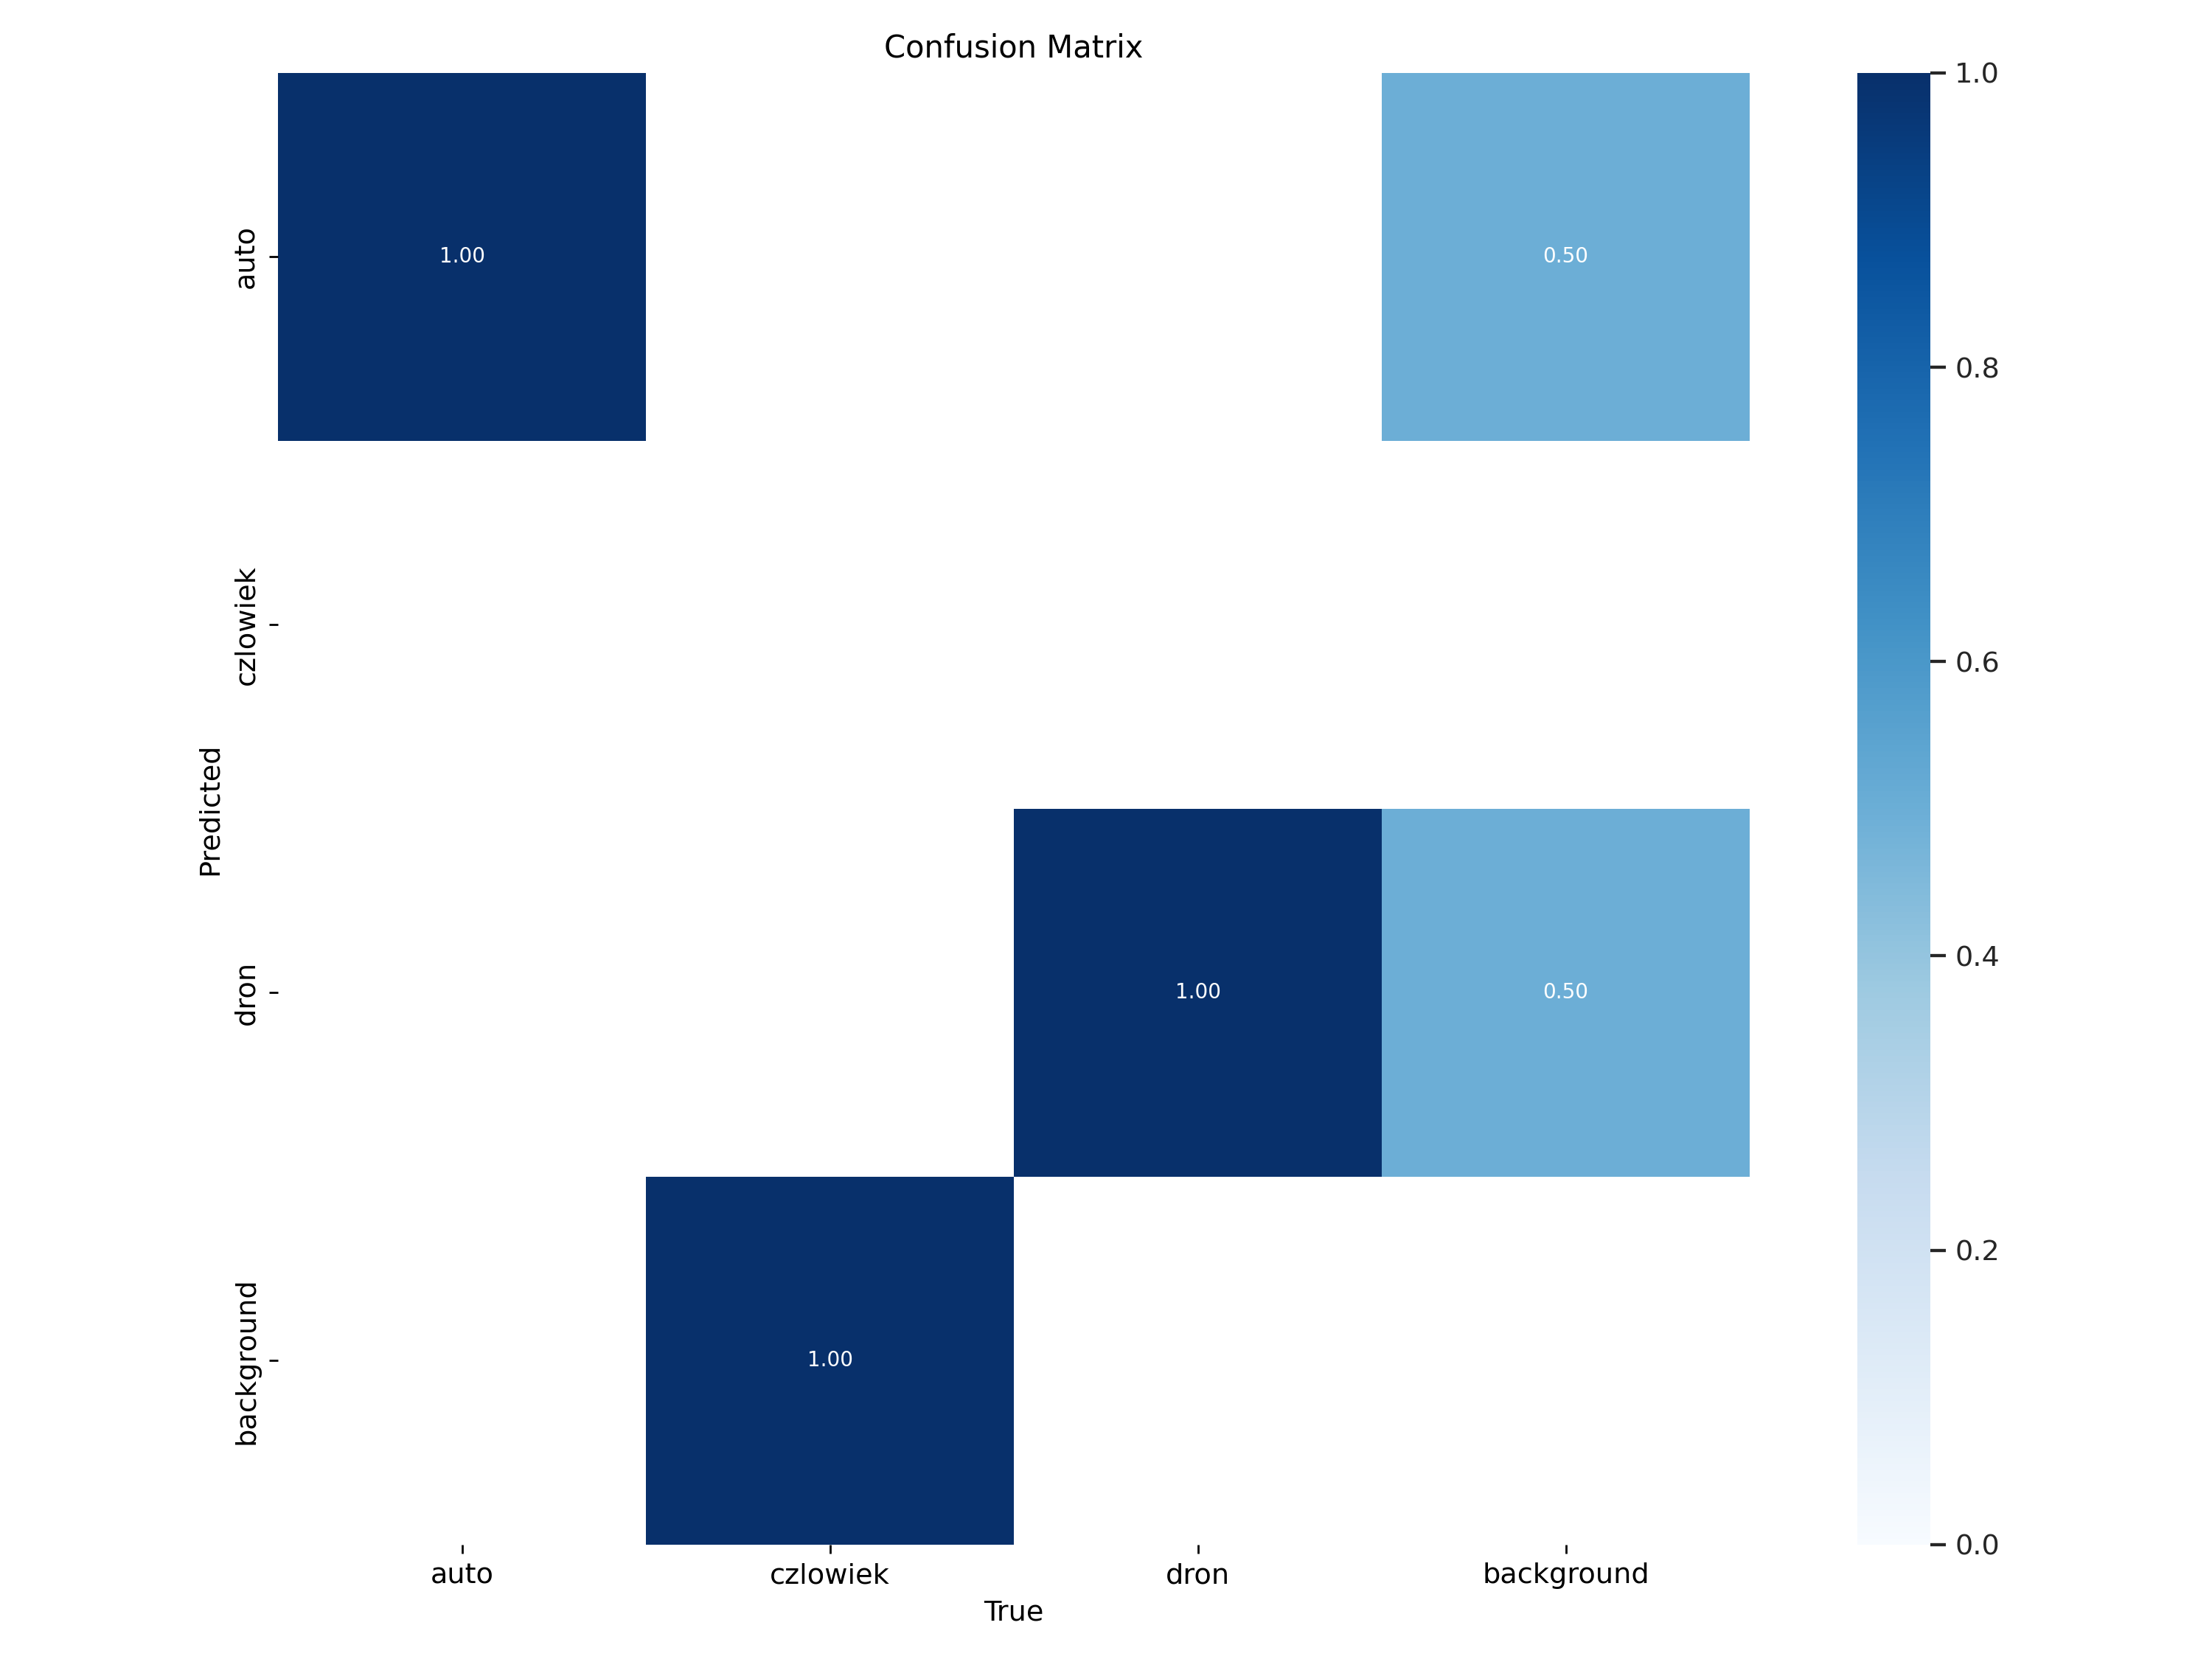 Confusion Matrix
auto
1.00
0.50
czlowiek
dron
1.00
0.50
background
1.00
Predicted
auto
czlowiek
dron
background
True
1.0
0.8
0.6
0.4
0.2
0.0